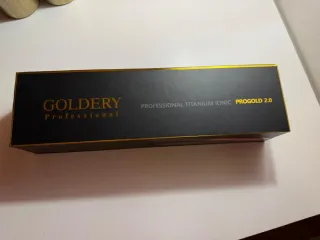 GOLDERY
Professional
PROFESSIONAL TITANIUM IONIC PROGOLD 2.0